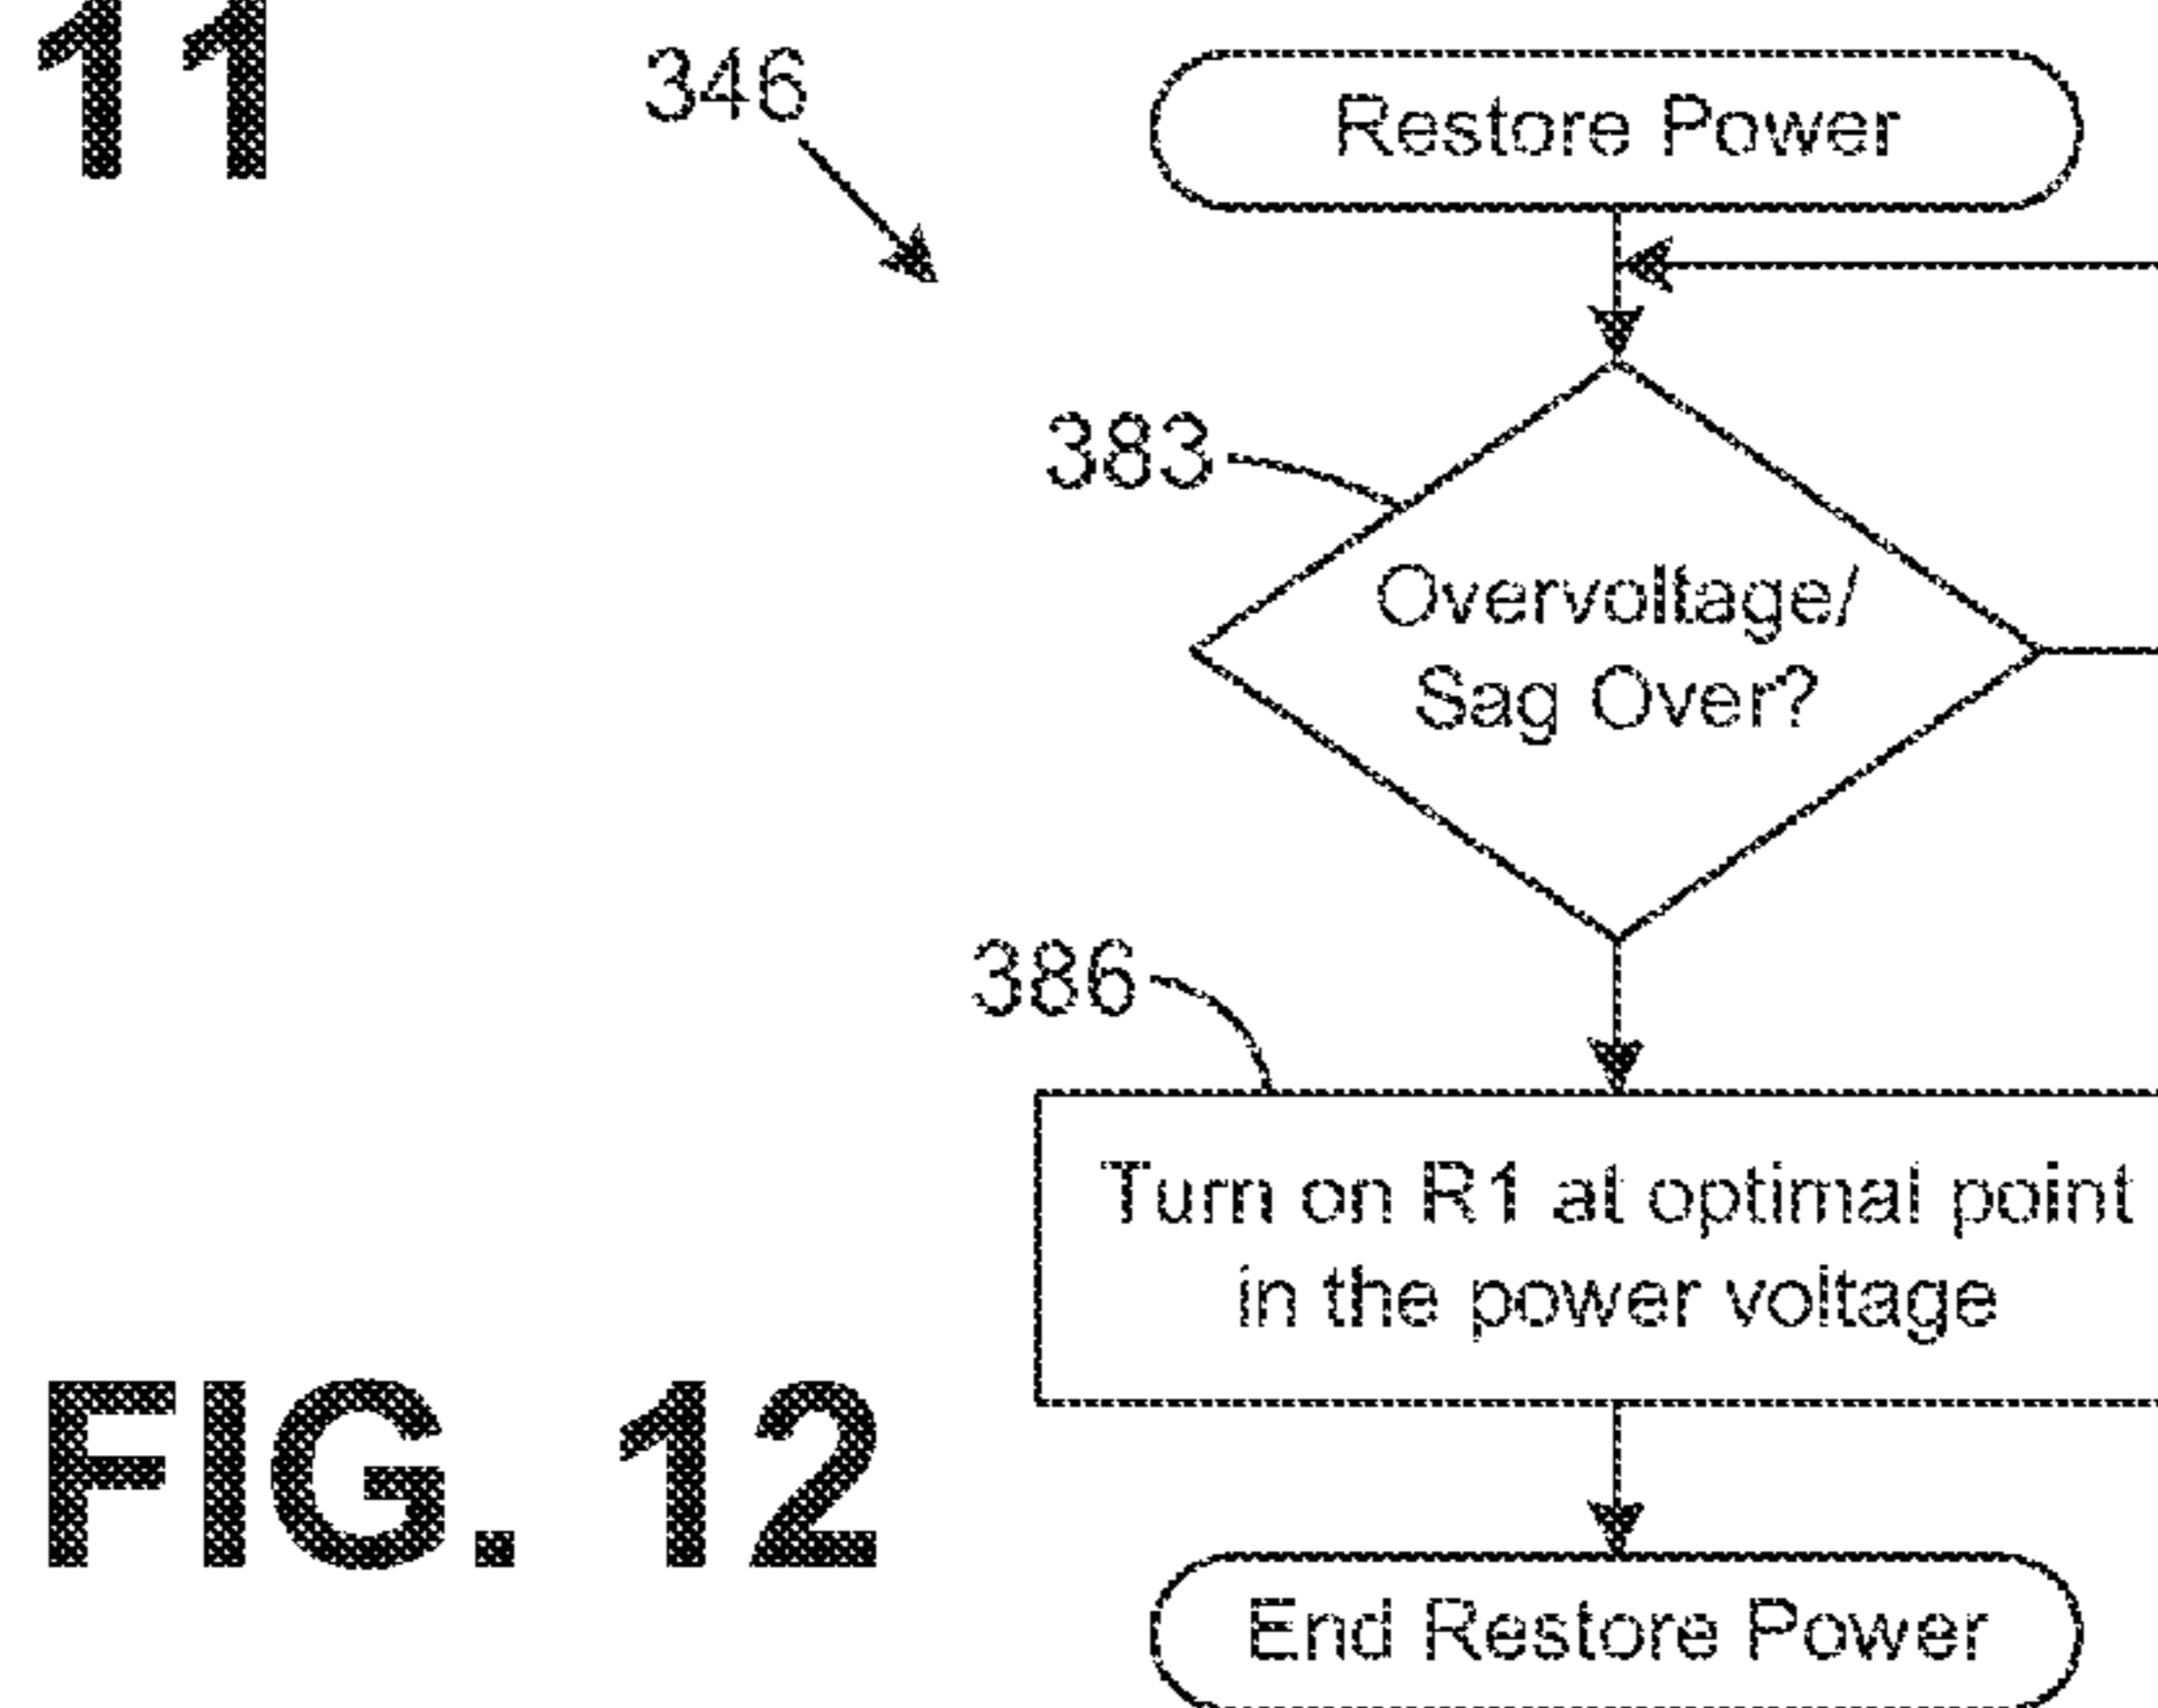 11
346
Restore Power
383
Overvoltage/
Sag Over?
386
Turn on R1 at optimal point
in the power voltage
FIG. 12
End Restore Power